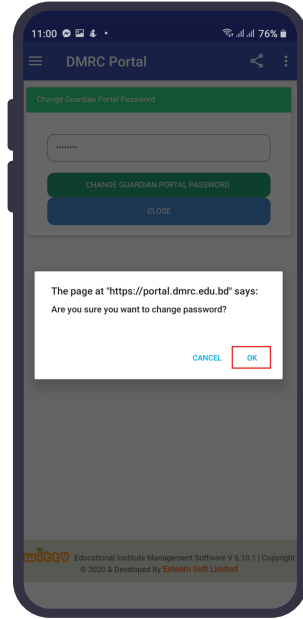 11:00 76%
DMRC Portal
Change Guardian Portal Password
........
CHANGE GUARDIAN PORTAL PASSWORD
CLOSE
The page at "https://portal.dmrc.edu.bd" says:
Are you sure you want to change password?
CANCEL OK
wittv Educational Institute Management Software V 6.10.1 | Copyright
© 2020 & Developed By Esteem Soft Limited